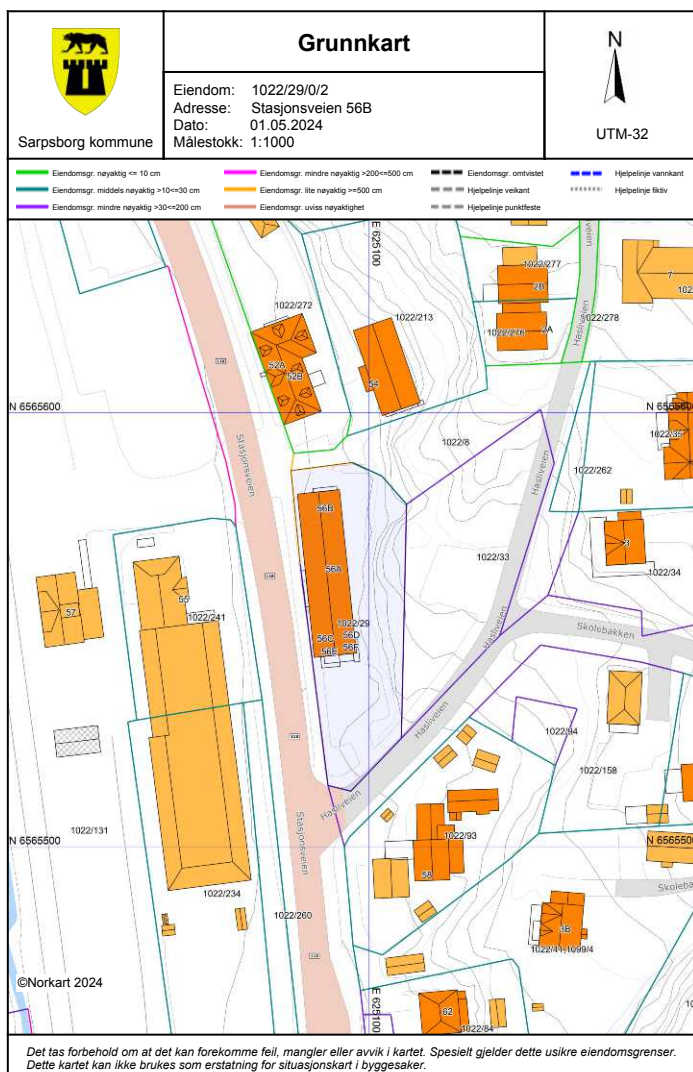 Grunnkart
Sarpsborg kommune
Eiendom: 1022/29/0/2
Adresse: Stasjonsveien 56B
Dato: 01.05.2024
Målestokk: 1:1000
N
UTM-32
Eiendomsgr. nøyaktig <= 10 cm
Eiendomsgr. middels nøyaktig >10<=30 cm
Eiendomsgr. mindre nøyaktig >30<=200 cm
Eiendomsgr. mindre nøyaktig >200<=500 cm
Eiendomsgr. lite nøyaktig >=500 cm
Eiendomsgr. uviss nøyaktighet
Eiendomsgr. omtvistet
Hjelpelinje veikant
Hjelpelinje punktfeste
Hjelpelinje vannkant
Hjelpelinje fiktiv
E 625100
1022/277
7
2B
1022/272
1022/213
1022/276
2A
1022/278
Hasliveien
52A
52B
54
N 6565600
N 6565600
1022/8
1022/35
Stasjonsveien
Hasliveien
1022/262
56B
3
1022/33
1022/34
56A
57
55
1022/241
1022/29
56C
56D
56E
56F
Hasliveien
Skolebakken
Hasliveien
1022/94
1022/158
Hasliveien
N 6565500
N 6565500
1022/131
Stasjonsveien
1022/93
58
1022/234
1022/260
3B
1022/41,1099/4
©Norkart 2024
E 625100
62
1022/84
Det tas forbehold om at det kan forekomme feil, mangler eller avvik i kartet. Spesielt gjelder dette usikre eiendomsgrenser.
Dette kartet kan ikke brukes som erstatning for situasjonskart i byggesaker.